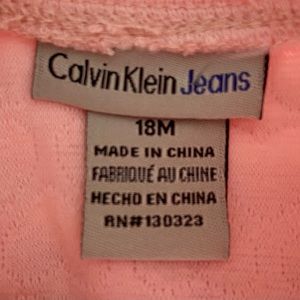 Calvin Klein Jeans
18M
MADE IN CHINA
FABRIQUÉ AU CHINE
HECHO EN CHINA
RN#130323